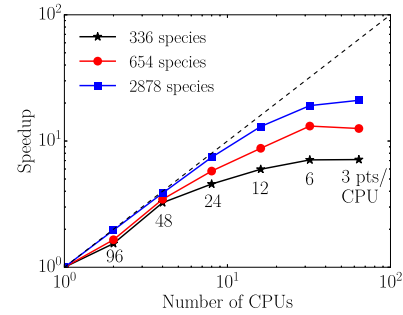 10²
336 species
654 species
2878 species
Speedup
10¹
3 pts/
CPU
6
12
24
48
96
10⁰
10⁰
10¹
10²
Number of CPUs